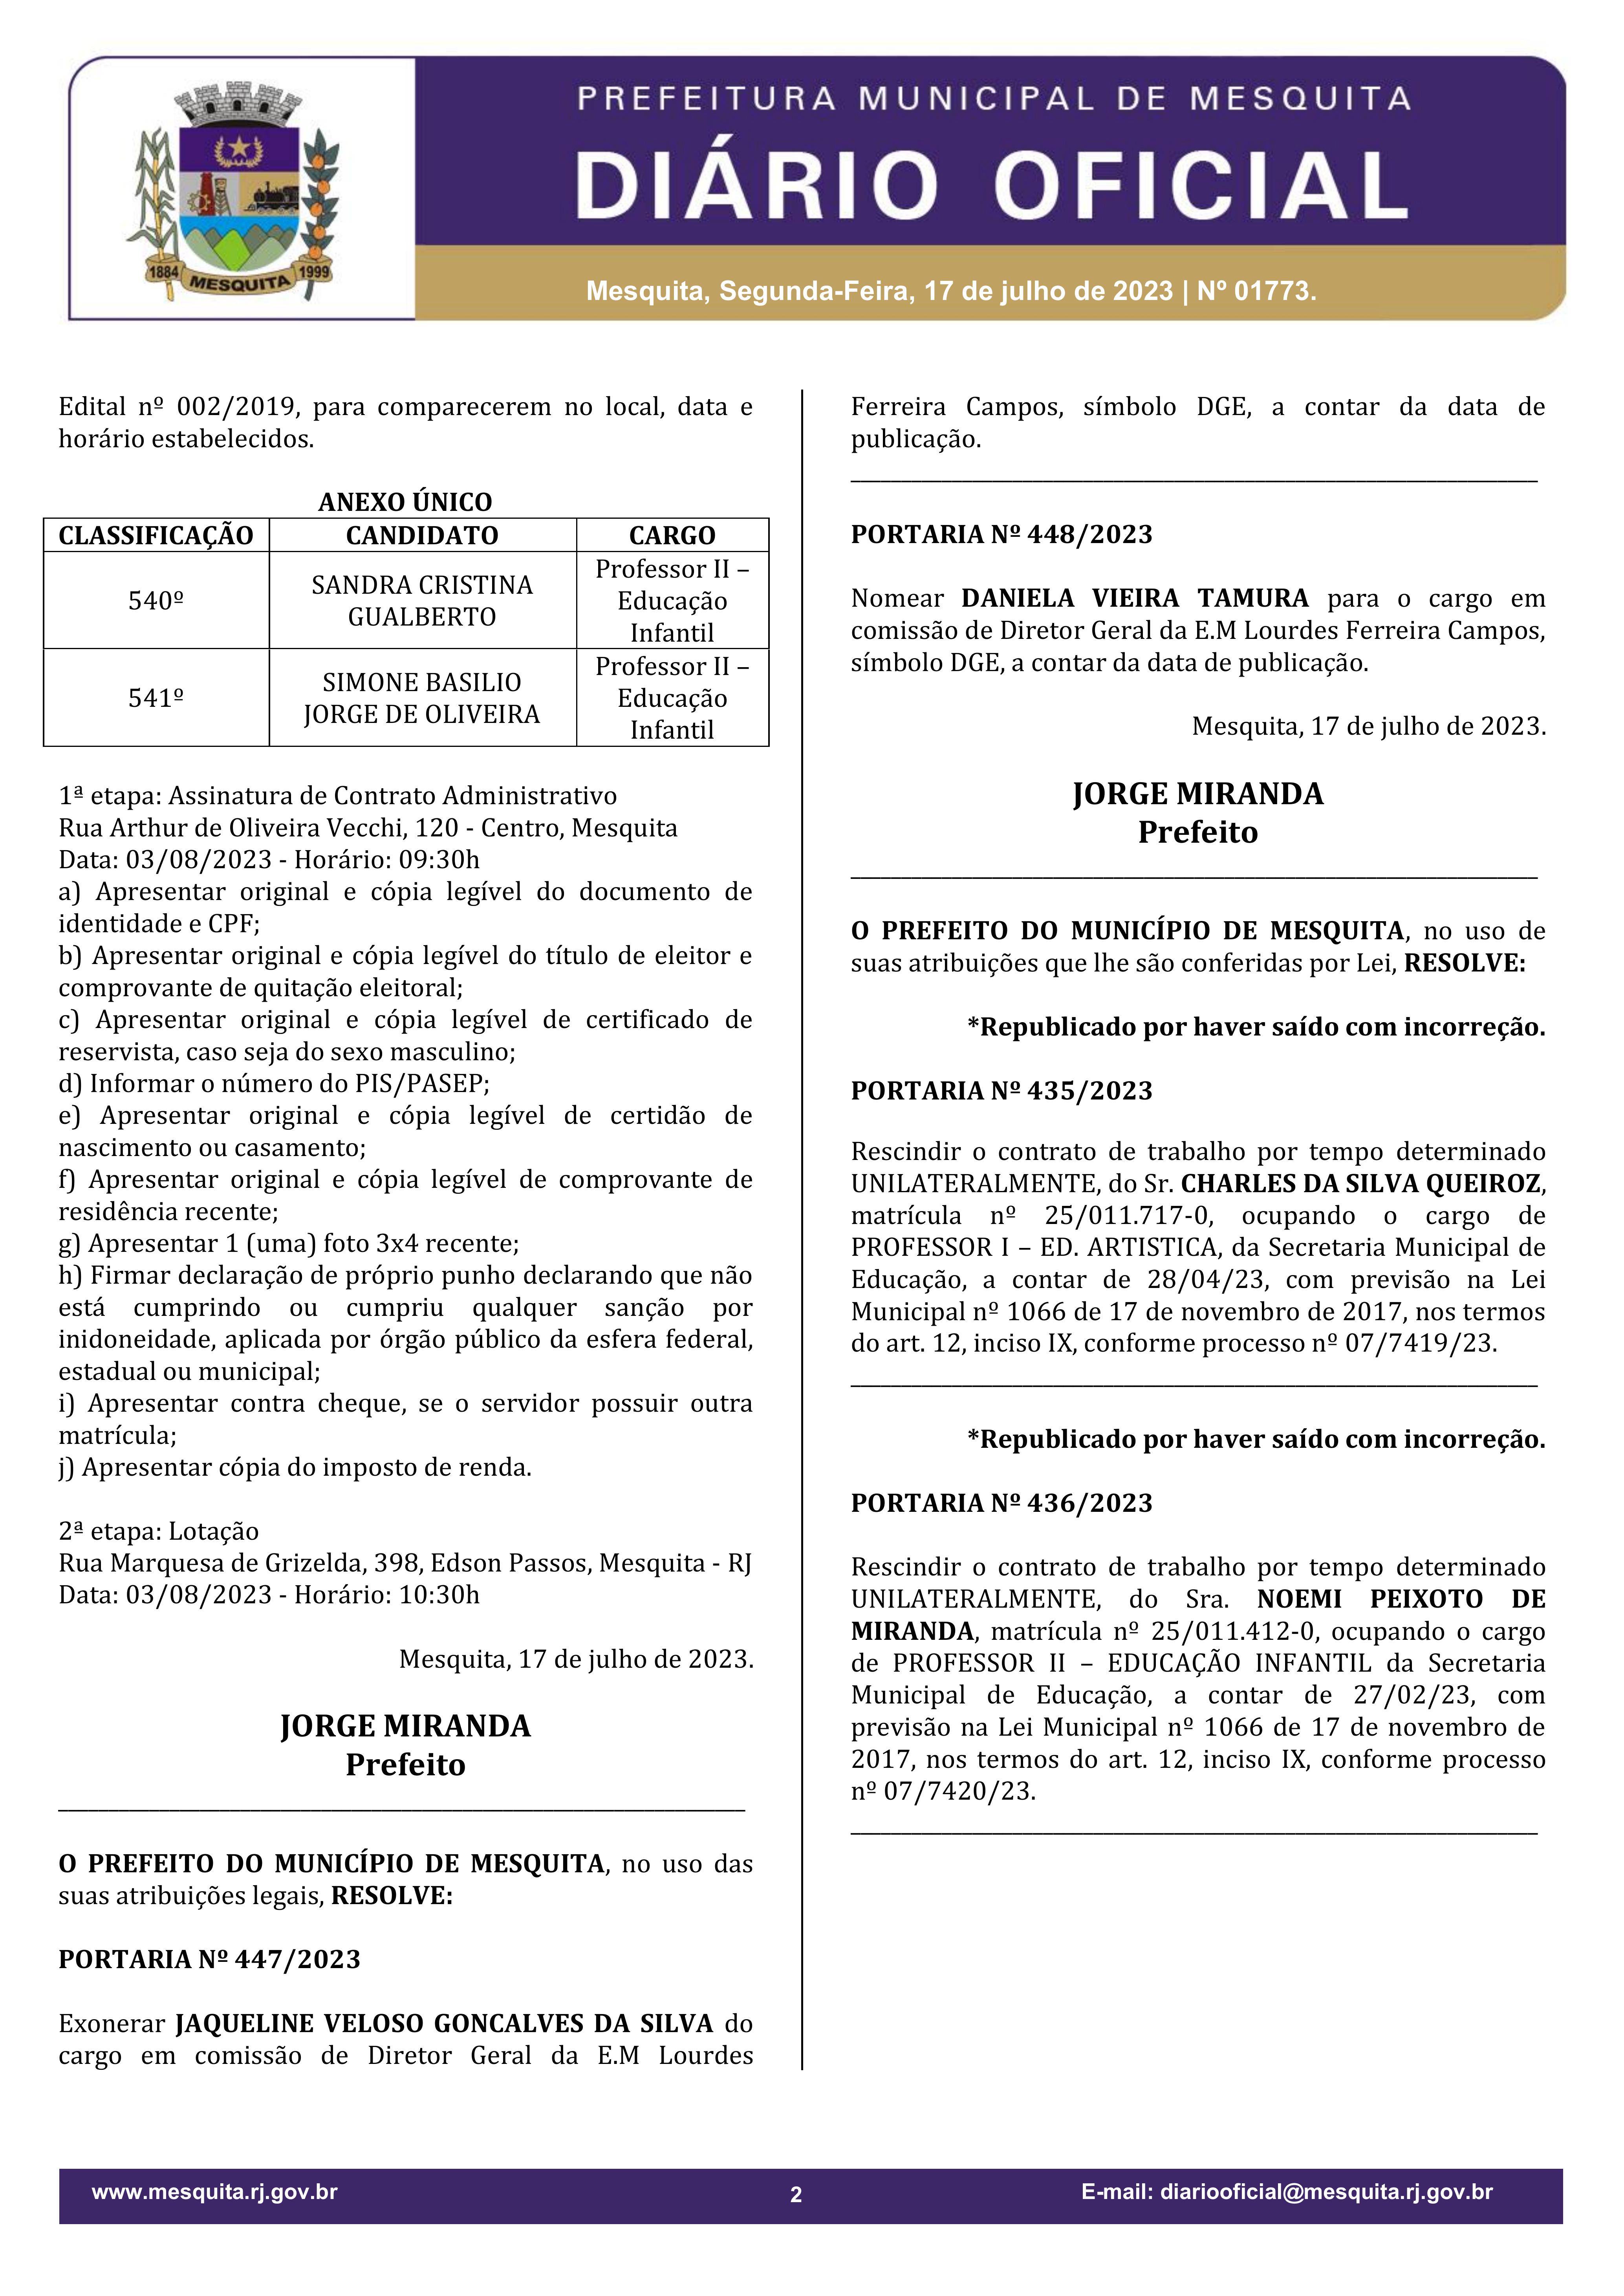 PREFEITURA MUNICIPAL DE MESQUITA
DIÁRIO OFICIAL
1884 MESQUITA 1999
Mesquita, Segunda-Feira, 17 de julho de 2023 | Nº 01773.
Edital nº 002/2019, para comparecerem no local, data e
horário estabelecidos.
ANEXO ÚNICO
CLASSIFICAÇÃO CANDIDATO CARGO
540º SANDRA CRISTINA GUALBERTO Professor II – Educação Infantil
541º SIMONE BASILIO JORGE DE OLIVEIRA Professor II – Educação Infantil
1ª etapa: Assinatura de Contrato Administrativo
Rua Arthur de Oliveira Vecchi, 120 - Centro, Mesquita
Data: 03/08/2023 - Horário: 09:30h
a) Apresentar original e cópia legível do documento de
identidade e CPF;
b) Apresentar original e cópia legível do título de eleitor e
comprovante de quitação eleitoral;
c) Apresentar original e cópia legível de certificado de
reservista, caso seja do sexo masculino;
d) Informar o número do PIS/PASEP;
e) Apresentar original e cópia legível de certidão de
nascimento ou casamento;
f) Apresentar original e cópia legível de comprovante de
residência recente;
g) Apresentar 1 (uma) foto 3x4 recente;
h) Firmar declaração de próprio punho declarando que não
está cumprindo ou cumpriu qualquer sanção por
inidoneidade, aplicada por órgão público da esfera federal,
estadual ou municipal;
i) Apresentar contra cheque, se o servidor possuir outra
matrícula;
j) Apresentar cópia do imposto de renda.
2ª etapa: Lotação
Rua Marquesa de Grizelda, 398, Edson Passos, Mesquita - RJ
Data: 03/08/2023 - Horário: 10:30h
Mesquita, 17 de julho de 2023.
JORGE MIRANDA
Prefeito
O PREFEITO DO MUNICÍPIO DE MESQUITA, no uso das
suas atribuições legais, RESOLVE:
PORTARIA Nº 447/2023
Exonerar JAQUELINE VELOSO GONCALVES DA SILVA do
cargo em comissão de Diretor Geral da E.M Lourdes
Ferreira Campos, símbolo DGE, a contar da data de
publicação.
PORTARIA Nº 448/2023
Nomear DANIELA VIEIRA TAMURA para o cargo em
comissão de Diretor Geral da E.M Lourdes Ferreira Campos,
símbolo DGE, a contar da data de publicação.
Mesquita, 17 de julho de 2023.
JORGE MIRANDA
Prefeito
O PREFEITO DO MUNICÍPIO DE MESQUITA, no uso de
suas atribuições que lhe são conferidas por Lei, RESOLVE:
*Republicado por haver saído com incorreção.
PORTARIA Nº 435/2023
Rescindir o contrato de trabalho por tempo determinado
UNILATERALMENTE, do Sr. CHARLES DA SILVA QUEIROZ,
matrícula nº 25/011.717-0, ocupando o cargo de
PROFESSOR I – ED. ARTISTICA, da Secretaria Municipal de
Educação, a contar de 28/04/23, com previsão na Lei
Municipal nº 1066 de 17 de novembro de 2017, nos termos
do art. 12, inciso IX, conforme processo nº 07/7419/23.
*Republicado por haver saído com incorreção.
PORTARIA Nº 436/2023
Rescindir o contrato de trabalho por tempo determinado
UNILATERALMENTE, do Sra. NOEMI PEIXOTO DE
MIRANDA, matrícula nº 25/011.412-0, ocupando o cargo
de PROFESSOR II – EDUCAÇÃO INFANTIL da Secretaria
Municipal de Educação, a contar de 27/02/23, com
previsão na Lei Municipal nº 1066 de 17 de novembro de
2017, nos termos do art. 12, inciso IX, conforme processo
nº 07/7420/23.
www.mesquita.rj.gov.br 2 E-mail: diariooficial@mesquita.rj.gov.br